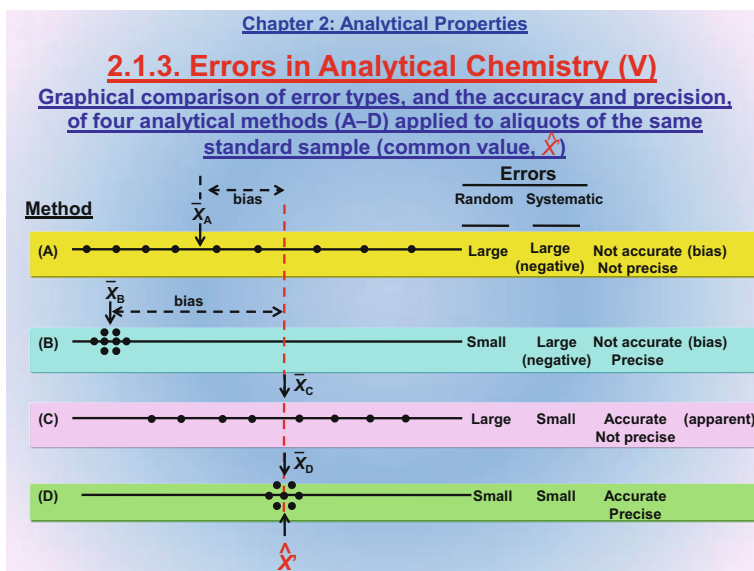 Chapter 2: Analytical Properties
2.1.3. Errors in Analytical Chemistry (V)
Graphical comparison of error types, and the accuracy and precision,
of four analytical methods (A–D) applied to aliquots of the same
standard sample (common value, X̂')
Errors
Random Systematic
Method
bias
X̄A
(A) Large Large (negative) Not accurate (bias) Not precise
X̄B
bias
(B) Small Large (negative) Not accurate (bias) Precise
X̄C
(C) Large Small Accurate (apparent) Not precise
X̄D
(D) Small Small Accurate Precise
X̂'